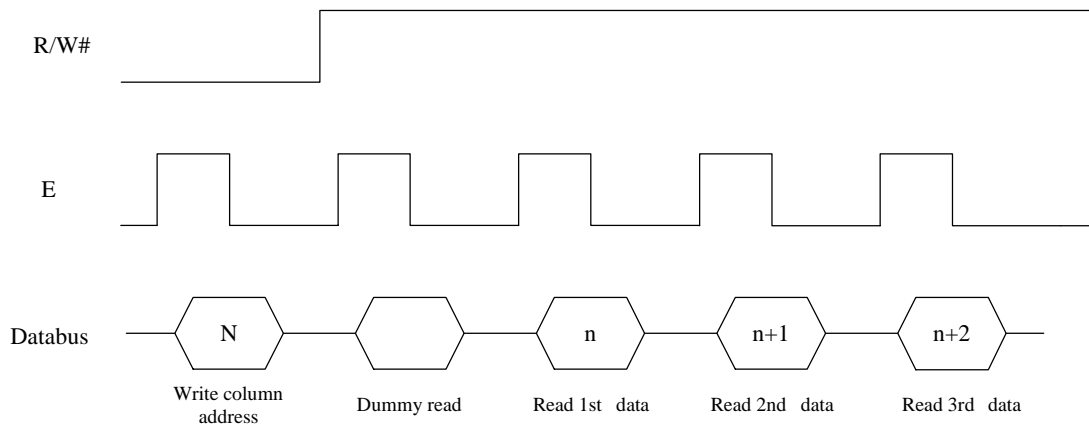 R/W#
E
Databus
N
n
n+1
n+2
Write column
address
Dummy read
Read 1st data
Read 2nd data
Read 3rd data